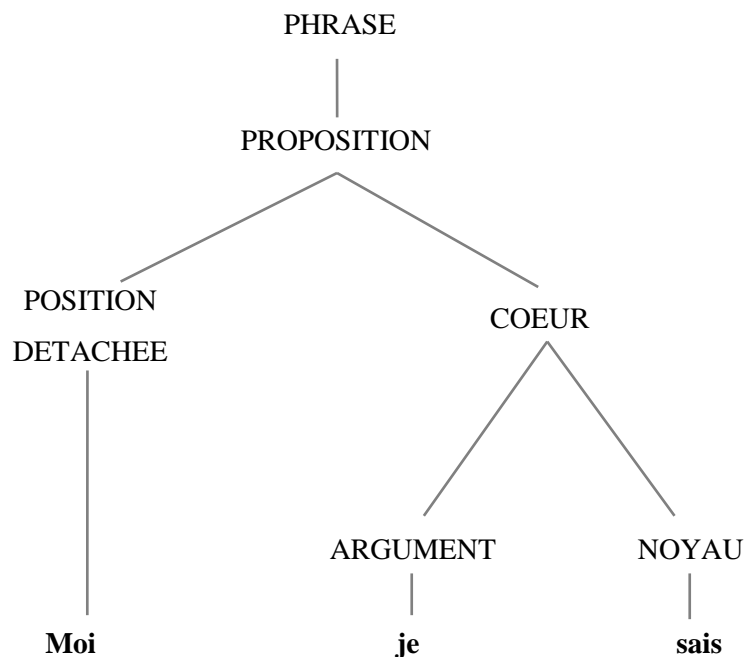 PHRASE
PROPOSITION
POSITION
DETACHEE
COEUR
ARGUMENT NOYAU
Moi je sais